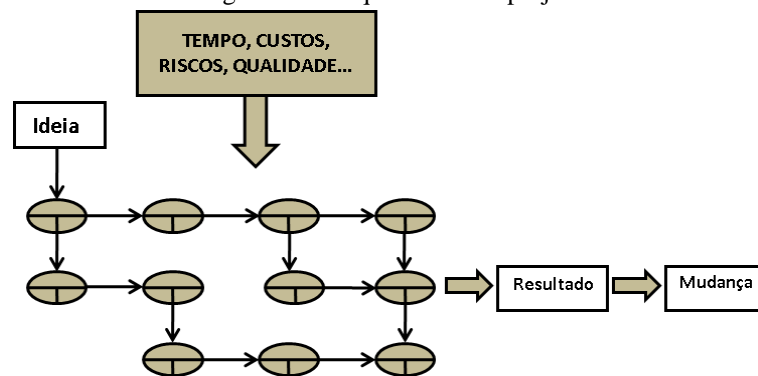 TEMPO, CUSTOS,
RISCOS, QUALIDADE...
Ideia
Resultado
Mudança